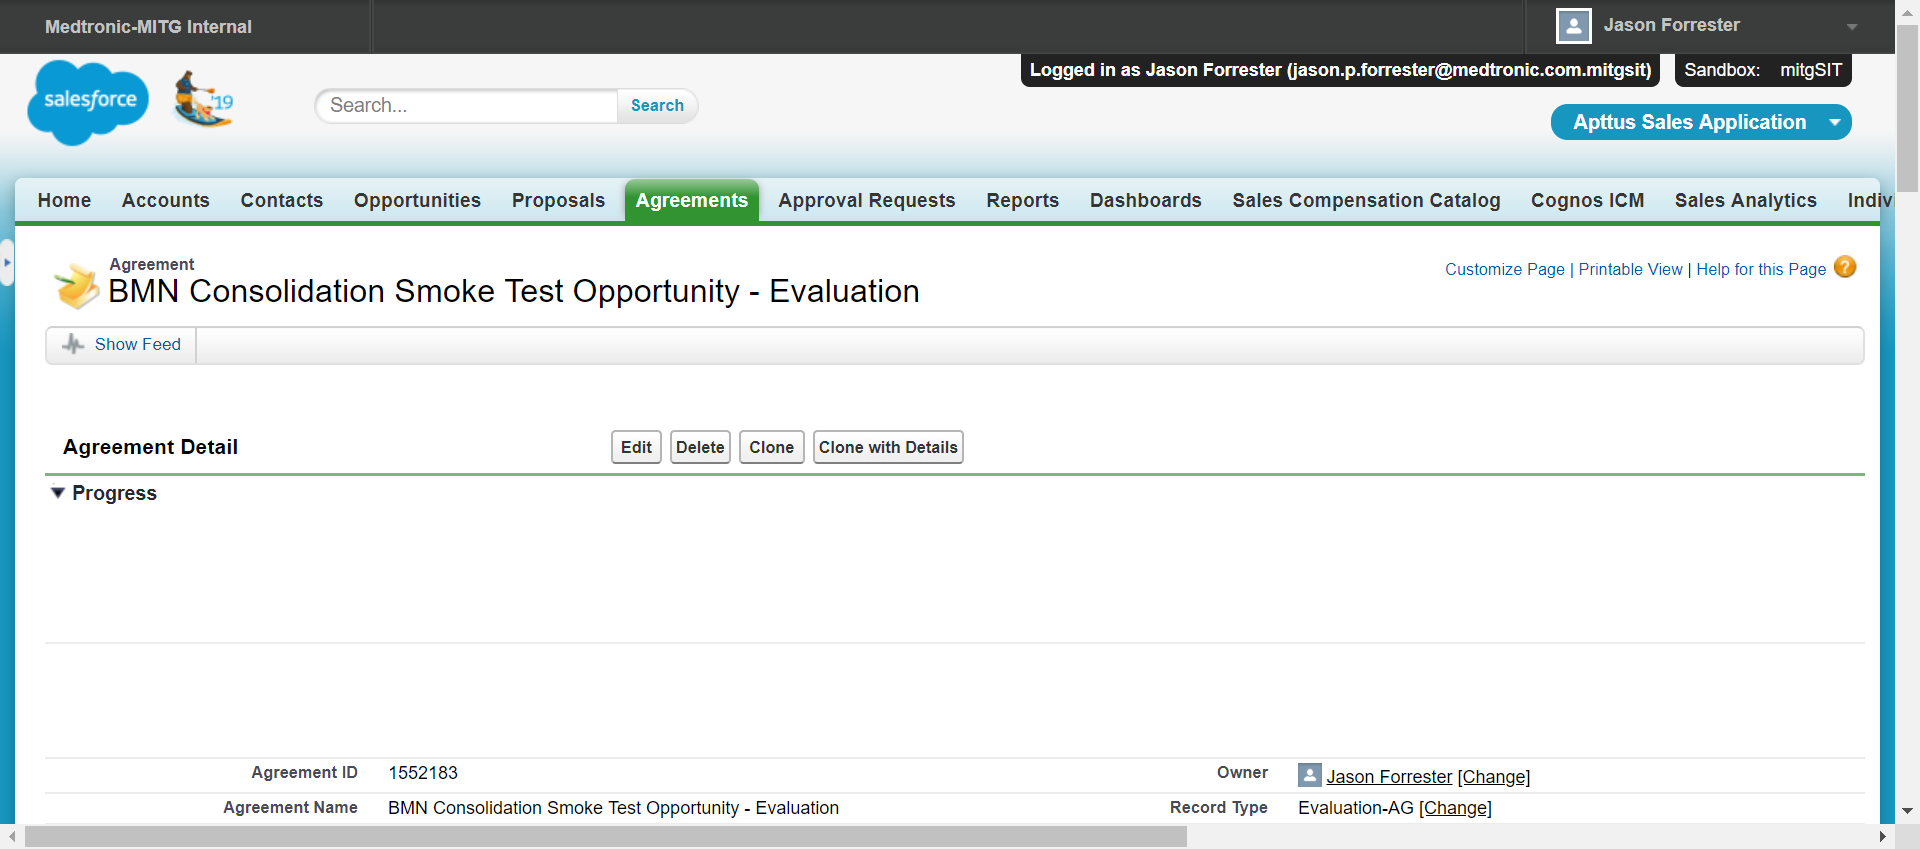 Medtronic-MITG Internal
Jason Forrester
Logged in as Jason Forrester (jason.p.forrester@medtronic.com.mitgsit)
Sandbox: mitgSIT
salesforce
'19
Search...
Search
Apttus Sales Application
Home Accounts Contacts Opportunities Proposals Agreements Approval Requests Reports Dashboards Sales Compensation Catalog Cognos ICM Sales Analytics Indivi
Agreement
BMN Consolidation Smoke Test Opportunity - Evaluation
Customize Page | Printable View | Help for this Page ?
Show Feed
Agreement Detail
Edit Delete Clone Clone with Details
Progress
Agreement ID 1552183 Owner Jason Forrester [Change]
Agreement Name BMN Consolidation Smoke Test Opportunity - Evaluation Record Type Evaluation-AG [Change]